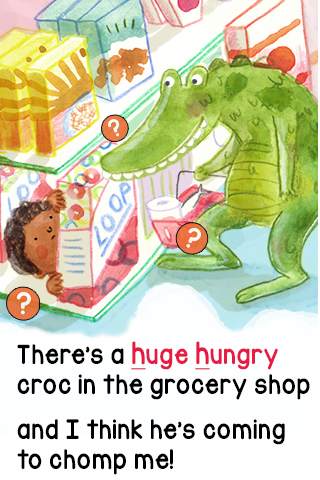 ?
LOOP
?
LOOP
?
There's a huge hungry
croc in the grocery shop
and I think he's coming
to chomp me!